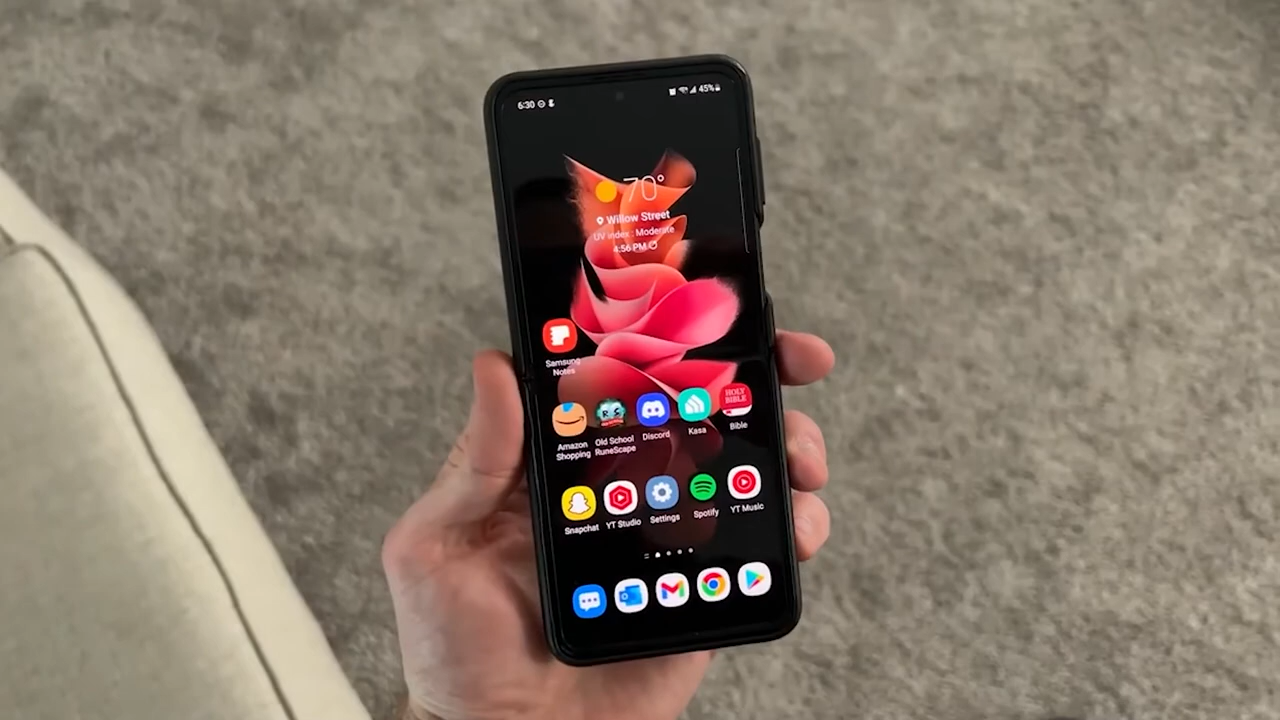 6:30
45%
70°
Willow Street
UV index : Moderate
4:56 PM
Samsung
Notes
HOLY
BIBLE
RS
Amazon
Shopping
Old School
RuneScape
Discord
Kasa
Bible
Snapchat
YT Studio
Settings
Spotify
YT Music